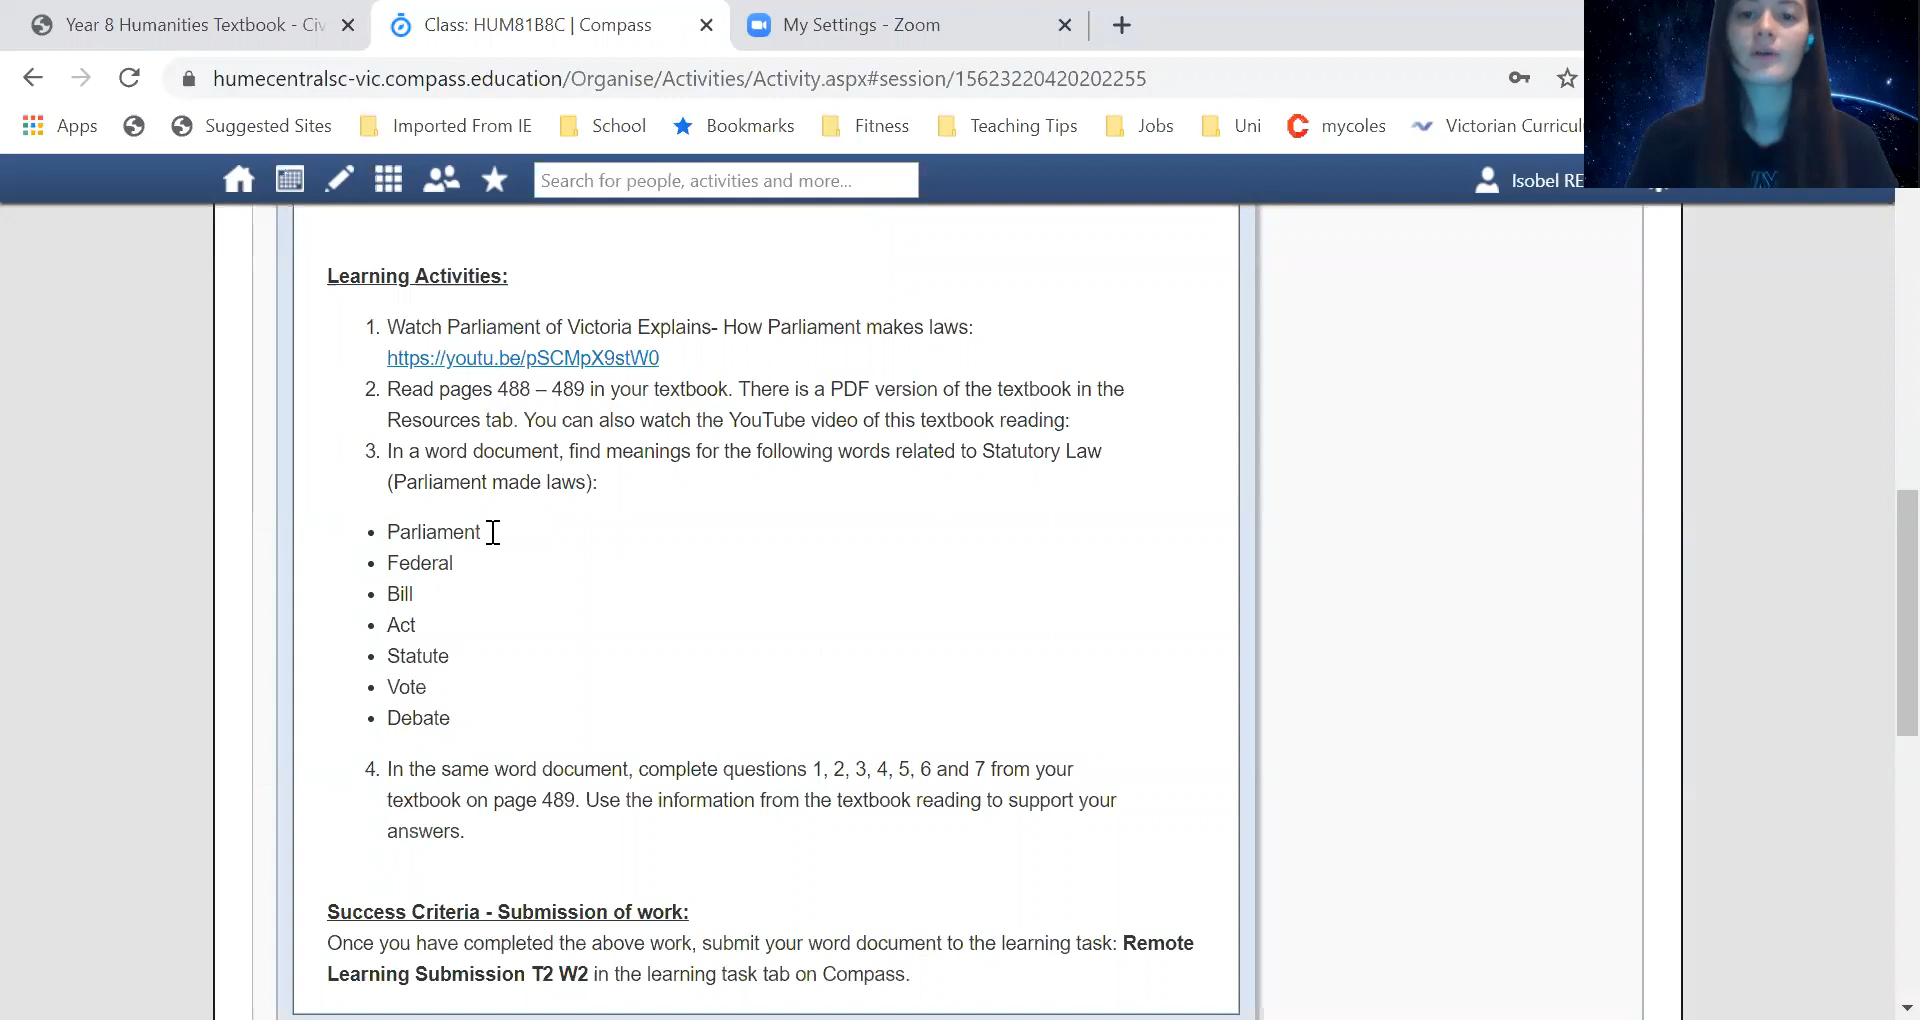 Year 8 Humanities Textbook - Civ
Class: HUM81B8C | Compass
My Settings - Zoom
humecentralsc-vic.compass.education/Organise/Activities/Activity.aspx#session/15623220420202255
Apps
Suggested Sites
Imported From IE
School
Bookmarks
Fitness
Teaching Tips
Jobs
Uni
mycoles
Victorian Curricul
Search for people, activities and more...
Isobel RE
Learning Activities:
1. Watch Parliament of Victoria Explains- How Parliament makes laws:
https://youtu.be/pSCMpX9stW0
2. Read pages 488 – 489 in your textbook. There is a PDF version of the textbook in the
Resources tab. You can also watch the YouTube video of this textbook reading:
3. In a word document, find meanings for the following words related to Statutory Law
(Parliament made laws):
• Parliament
• Federal
• Bill
• Act
• Statute
• Vote
• Debate
4. In the same word document, complete questions 1, 2, 3, 4, 5, 6 and 7 from your
textbook on page 489. Use the information from the textbook reading to support your
answers.
Success Criteria - Submission of work:
Once you have completed the above work, submit your word document to the learning task: Remote
Learning Submission T2 W2 in the learning task tab on Compass.